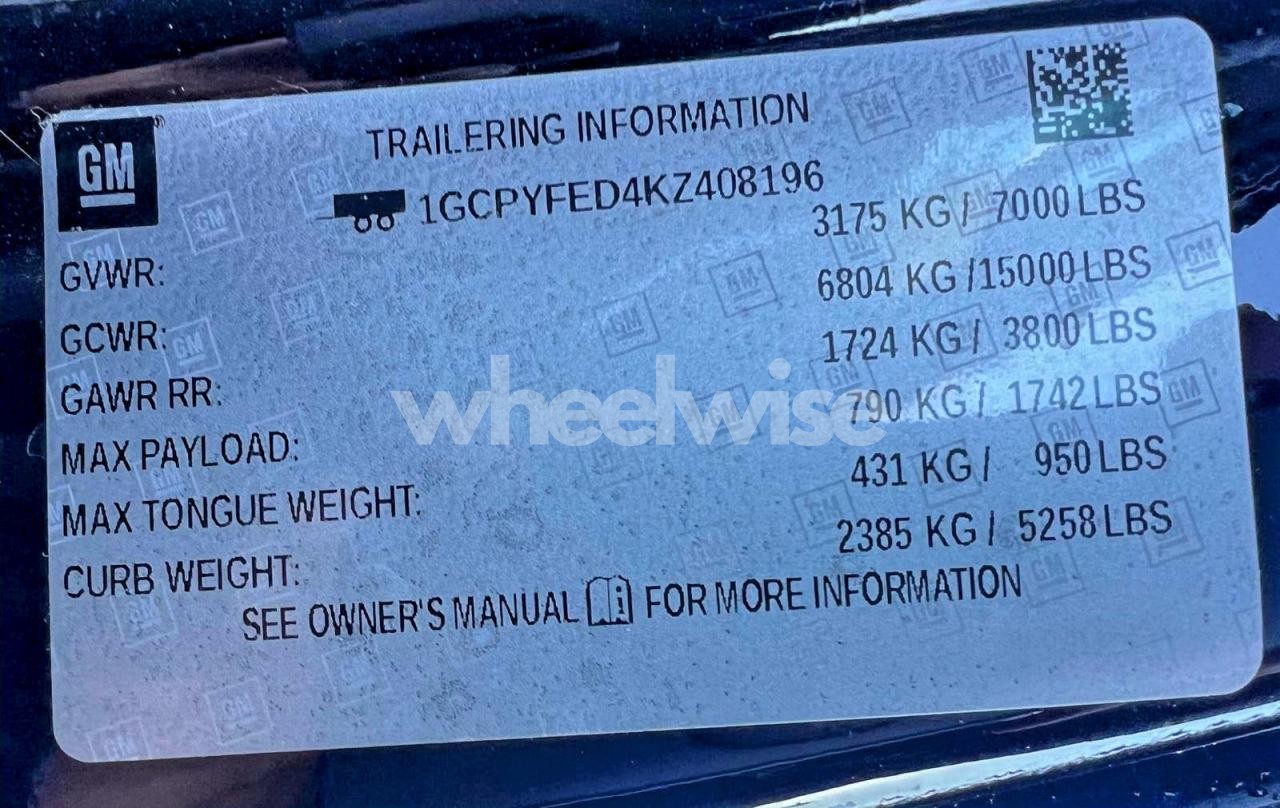 GM
TRAILERING INFORMATION
1GCPYFED4KZ408196
GVWR: 3175 KG / 7000 LBS
GCWR: 6804 KG / 15000 LBS
GAWR RR: 1724 KG / 3800 LBS
MAX PAYLOAD: 790 KG / 1742 LBS
MAX TONGUE WEIGHT: 431 KG / 950 LBS
CURB WEIGHT: 2385 KG / 5258 LBS
SEE OWNER'S MANUAL FOR MORE INFORMATION
wheelwise